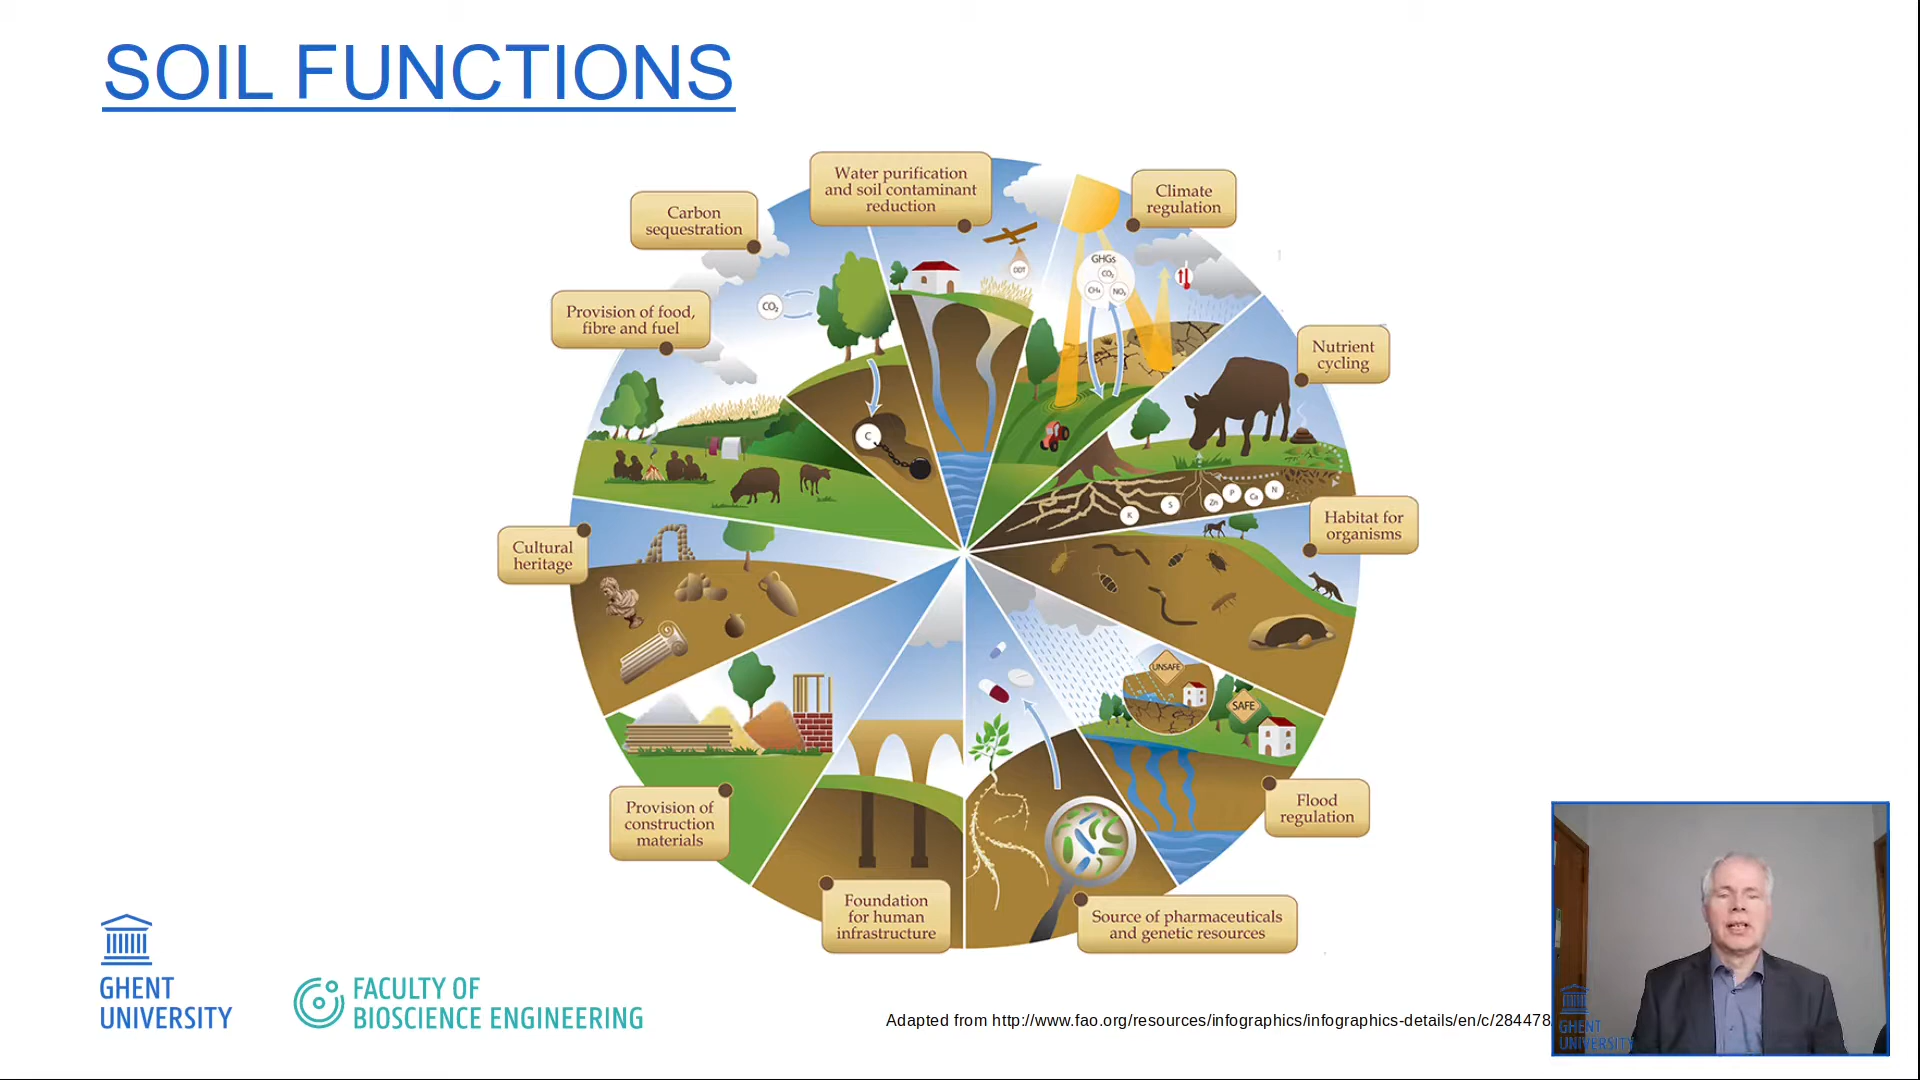 SOIL FUNCTIONS
Water purification
and soil contaminant
reduction
Climate
regulation
Carbon
sequestration
Provision of food,
fibre and fuel
Nutrient
cycling
Habitat for
organisms
Cultural
heritage
Flood
regulation
Provision of
construction
materials
Foundation
for human
infrastructure
Source of pharmaceuticals
and genetic resources
CO₂
C
DDT
GHGs
CO₂
CH₄
NO₂
K
S
Zn
P
Ca
N
UNSAFE
SAFE
GHENT
UNIVERSITY
FACULTY OF
BIOSCIENCE ENGINEERING
Adapted from http://www.fao.org/resources/infographics/infographics-details/en/c/284478
GHENT
UNIVERSITY